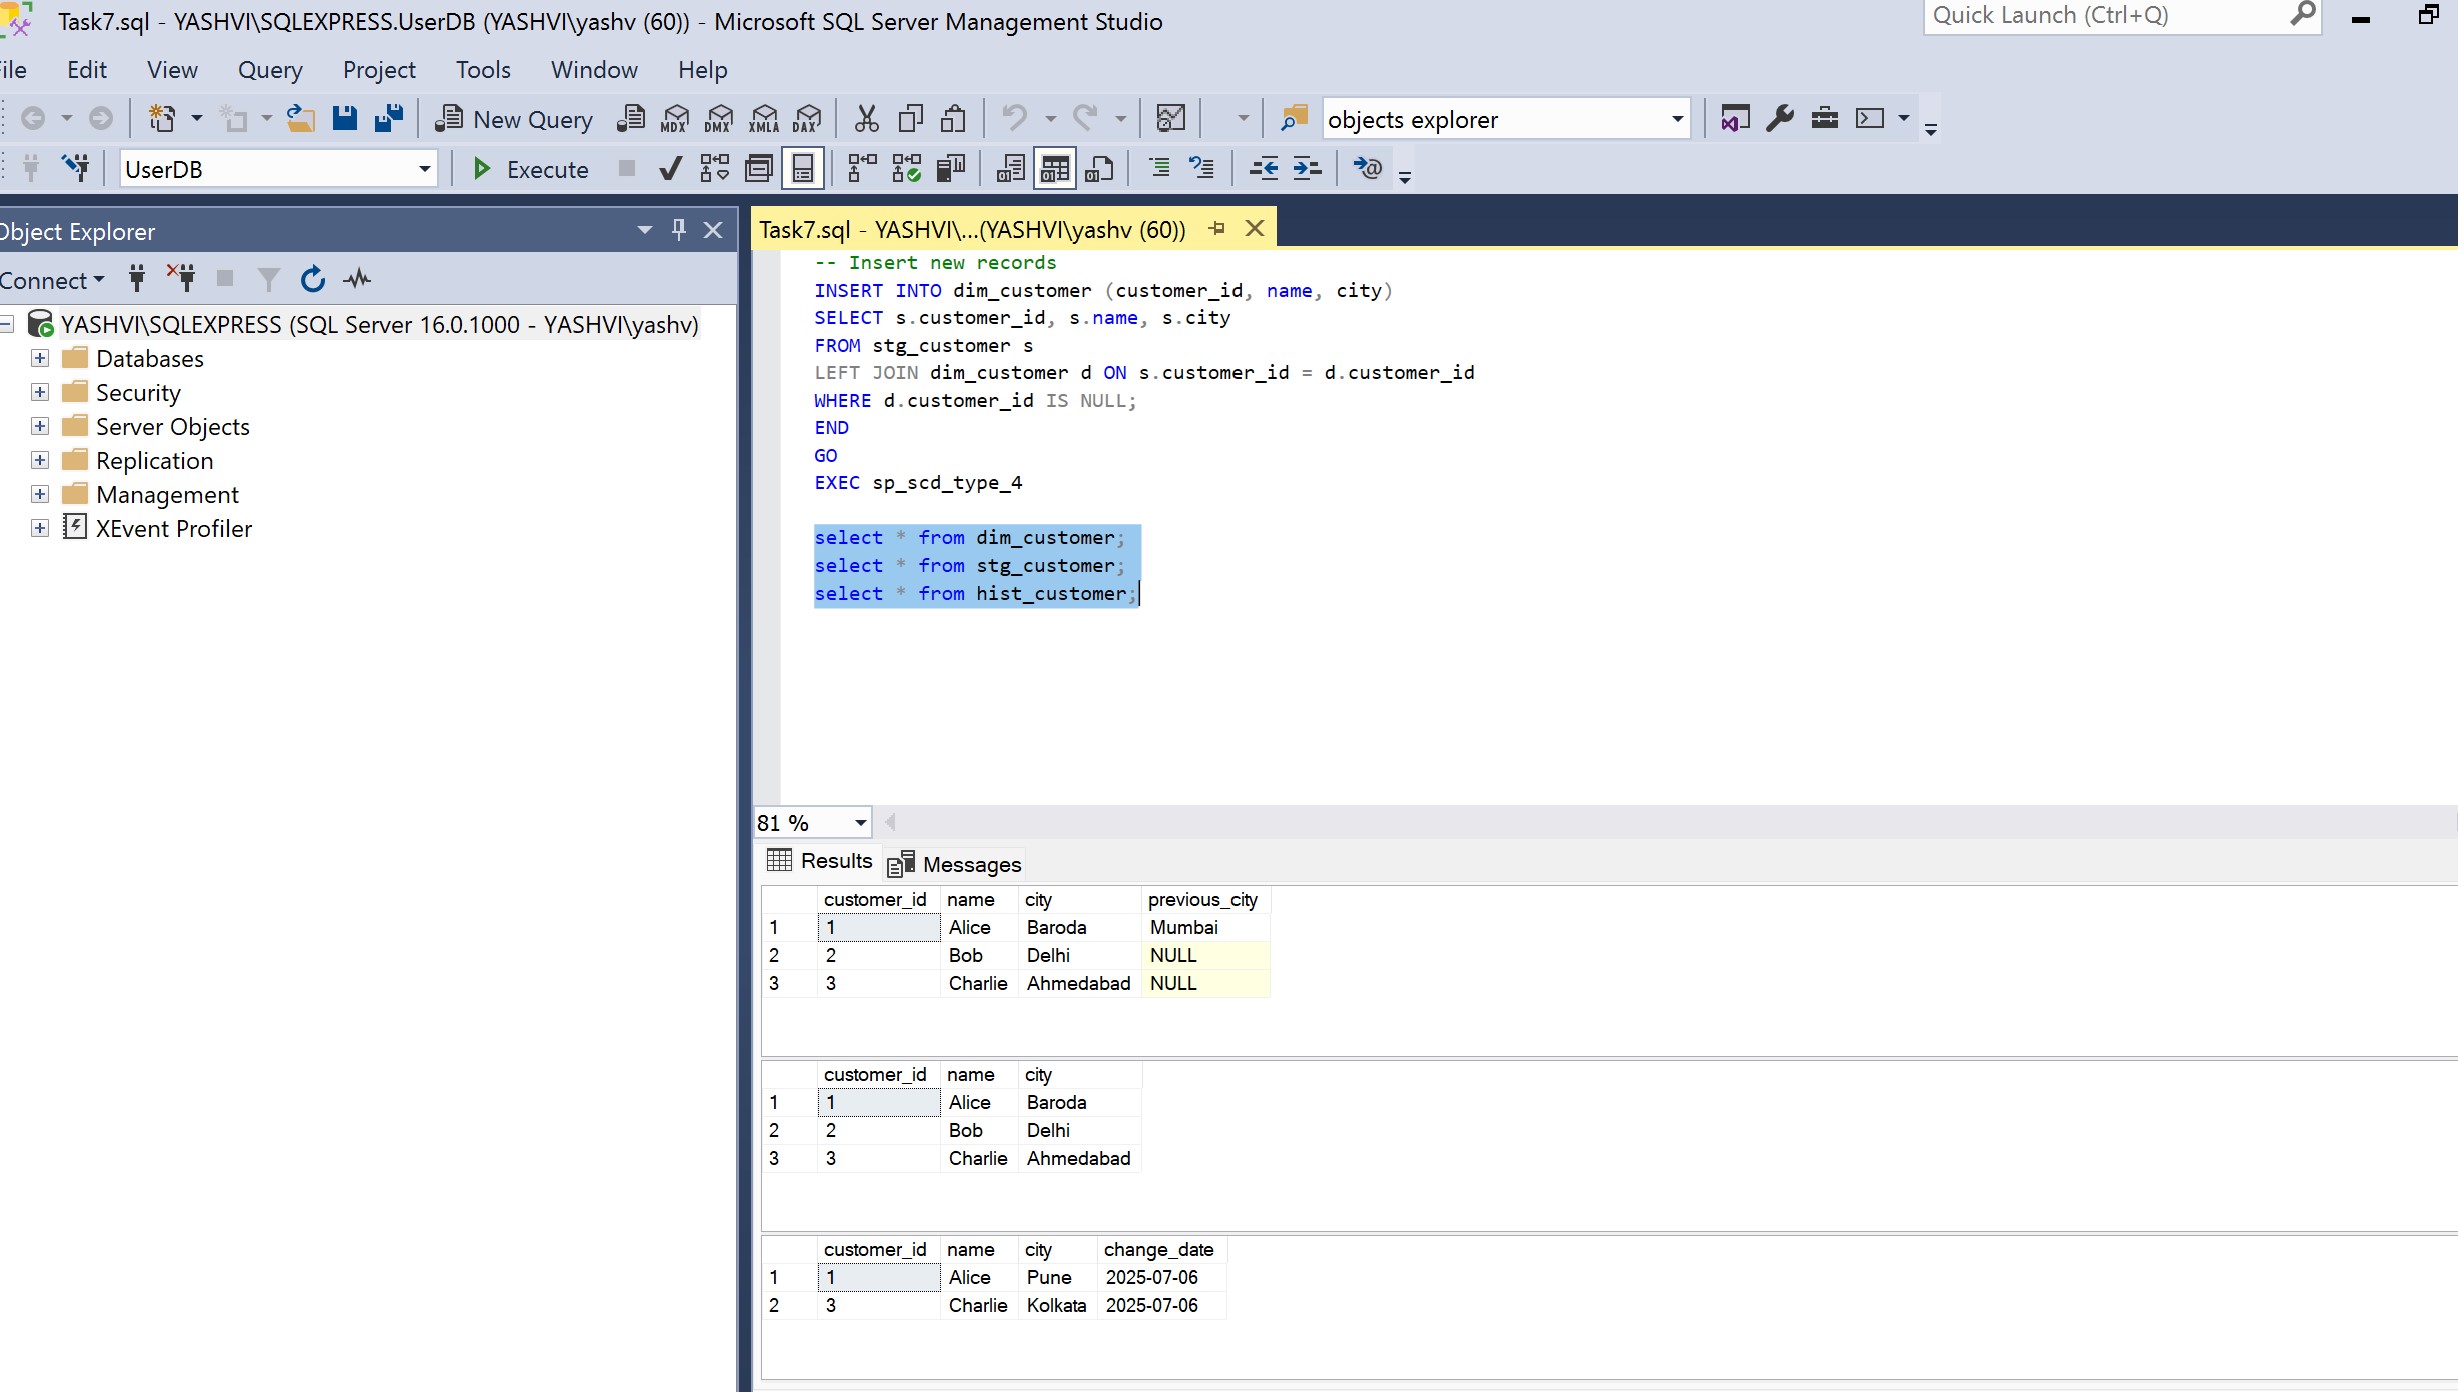 Task7.sql - YASHVI\SQLEXPRESS.UserDB (YASHVI\yashv (60)) - Microsoft SQL Server Management Studio
Quick Launch (Ctrl+Q)
ile Edit View Query Project Tools Window Help
New Query MDX DMX XMLA DAX objects explorer
UserDB Execute
Object Explorer
Connect
YASHVI\SQLEXPRESS (SQL Server 16.0.1000 - YASHVI\yashv)
Databases
Security
Server Objects
Replication
Management
XEvent Profiler
Task7.sql - YASHVI\...(YASHVI\yashv (60))
-- Insert new records
INSERT INTO dim_customer (customer_id, name, city)
SELECT s.customer_id, s.name, s.city
FROM stg_customer s
LEFT JOIN dim_customer d ON s.customer_id = d.customer_id
WHERE d.customer_id IS NULL;
END
GO
EXEC sp_scd_type_4
select * from dim_customer;
select * from stg_customer;
select * from hist_customer;
81 %
Results Messages
customer_id name city previous_city
1 1 Alice Baroda Mumbai
2 2 Bob Delhi NULL
3 3 Charlie Ahmedabad NULL
customer_id name city
1 1 Alice Baroda
2 2 Bob Delhi
3 3 Charlie Ahmedabad
customer_id name city change_date
1 1 Alice Pune 2025-07-06
2 3 Charlie Kolkata 2025-07-06